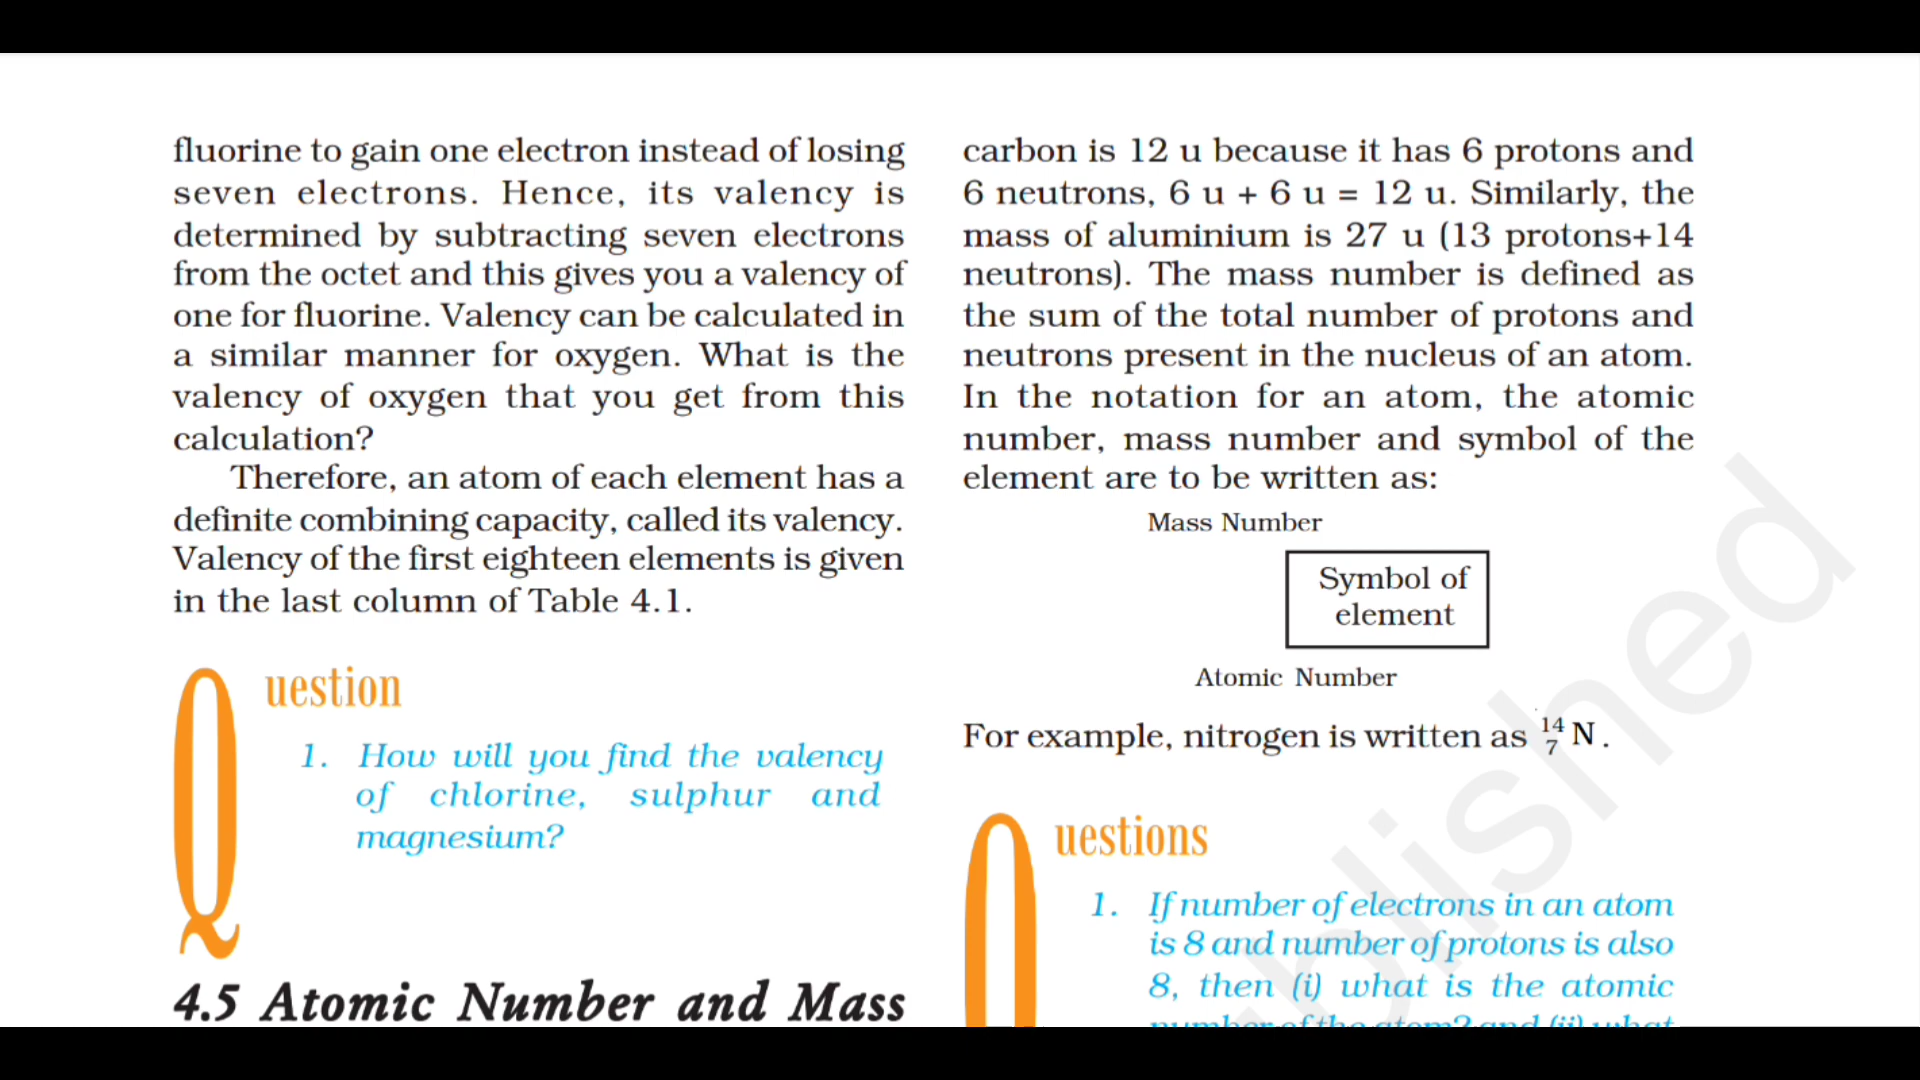 fluorine to gain one electron instead of losing
seven electrons. Hence, its valency is
determined by subtracting seven electrons
from the octet and this gives you a valency of
one for fluorine. Valency can be calculated in
a similar manner for oxygen. What is the
valency of oxygen that you get from this
calculation?
Therefore, an atom of each element has a
definite combining capacity, called its valency.
Valency of the first eighteen elements is given
in the last column of Table 4.1.
Question
1. How will you find the valency
of chlorine, sulphur and
magnesium?
4.5 Atomic Number and Mass
carbon is 12 u because it has 6 protons and
6 neutrons, 6 u + 6 u = 12 u. Similarly, the
mass of aluminium is 27 u (13 protons+14
neutrons). The mass number is defined as
the sum of the total number of protons and
neutrons present in the nucleus of an atom.
In the notation for an atom, the atomic
number, mass number and symbol of the
element are to be written as:
Mass Number
Symbol of
element
Atomic Number
For example, nitrogen is written as ¹⁴₇N.
Questions
1. If number of electrons in an atom
is 8 and number of protons is also
8, then (i) what is the atomic
number of the atom? and (ii) what